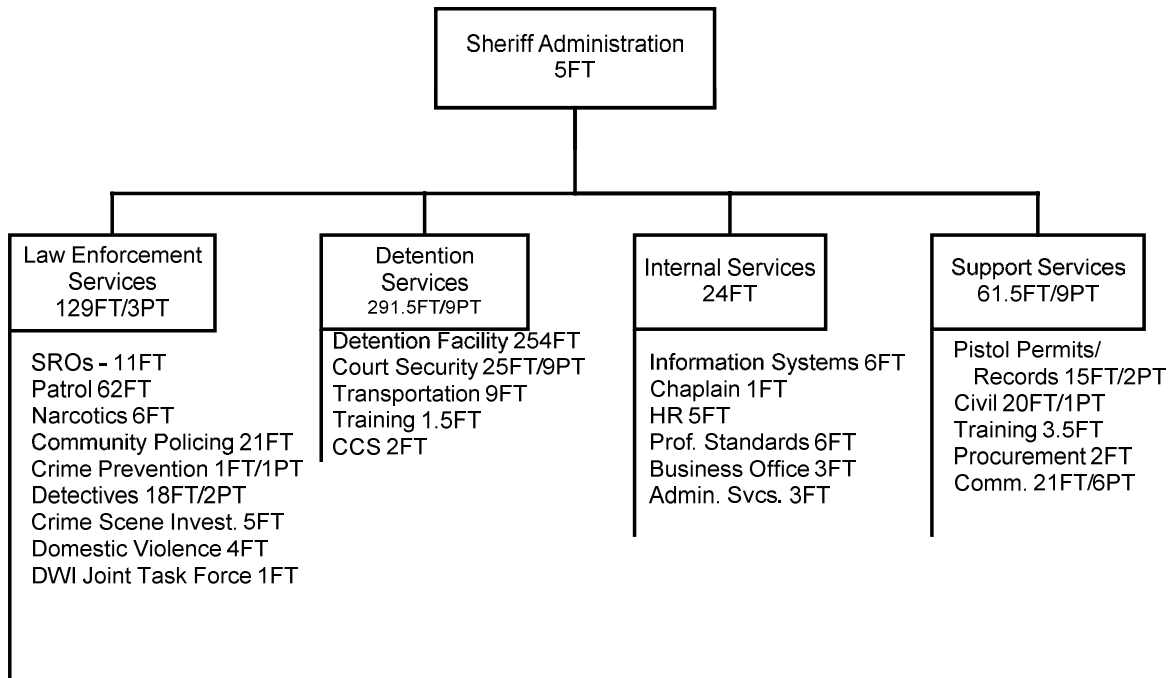 Sheriff Administration
5FT
Law Enforcement
Services
129FT/3PT
SROs - 11FT
Patrol 62FT
Narcotics 6FT
Community Policing 21FT
Crime Prevention 1FT/1PT
Detectives 18FT/2PT
Crime Scene Invest. 5FT
Domestic Violence 4FT
DWI Joint Task Force 1FT
Detention
Services
291.5FT/9PT
Detention Facility 254FT
Court Security 25FT/9PT
Transportation 9FT
Training 1.5FT
CCS 2FT
Internal Services
24FT
Information Systems 6FT
Chaplain 1FT
HR 5FT
Prof. Standards 6FT
Business Office 3FT
Admin. Svcs. 3FT
Support Services
61.5FT/9PT
Pistol Permits/
Records 15FT/2PT
Civil 20FT/1PT
Training 3.5FT
Procurement 2FT
Comm. 21FT/6PT